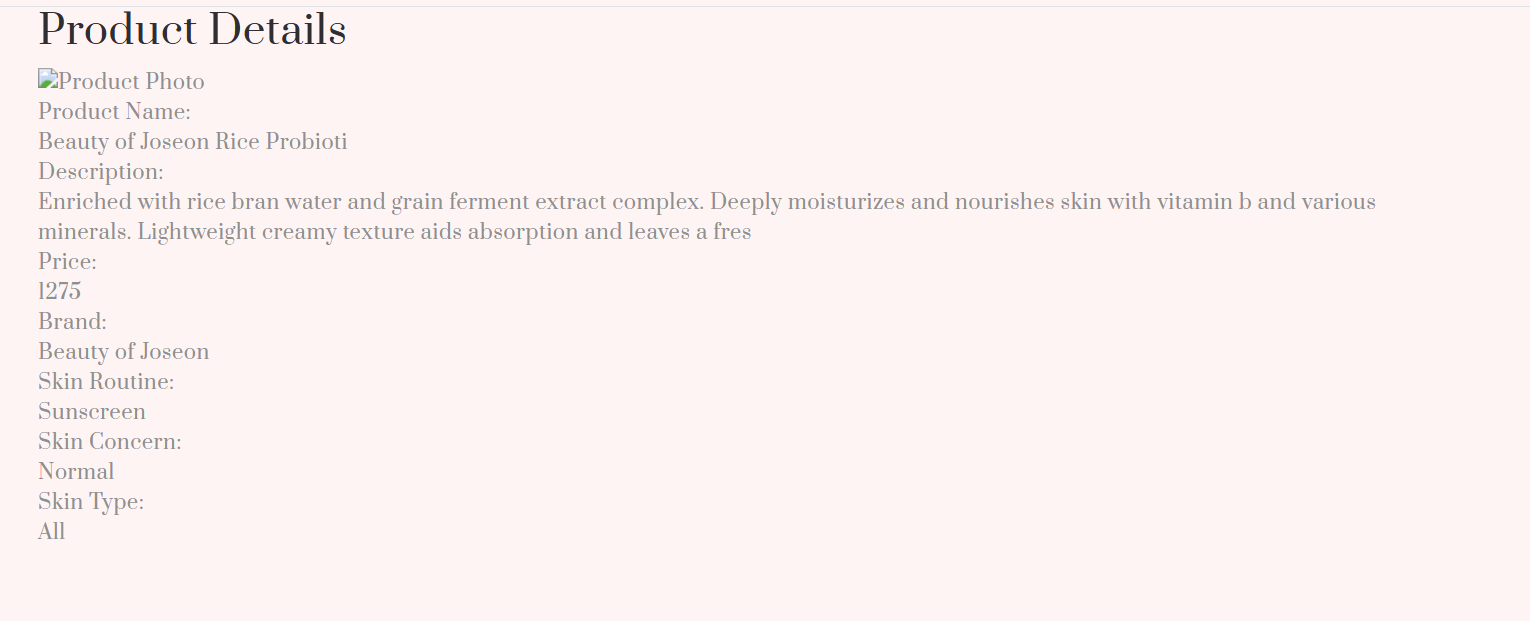 Product Details
Product Photo
Product Name:
Beauty of Joseon Rice Probioti
Description:
Enriched with rice bran water and grain ferment extract complex. Deeply moisturizes and nourishes skin with vitamin b and various
minerals. Lightweight creamy texture aids absorption and leaves a fres
Price:
1275
Brand:
Beauty of Joseon
Skin Routine:
Sunscreen
Skin Concern:
Normal
Skin Type:
All